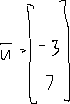 u̅ = [
-3
7
]